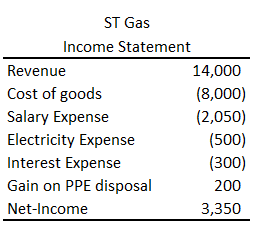 ST Gas
Income Statement
Revenue 14,000
Cost of goods (8,000)
Salary Expense (2,050)
Electricity Expense (500)
Interest Expense (300)
Gain on PPE disposal 200
Net-Income 3,350